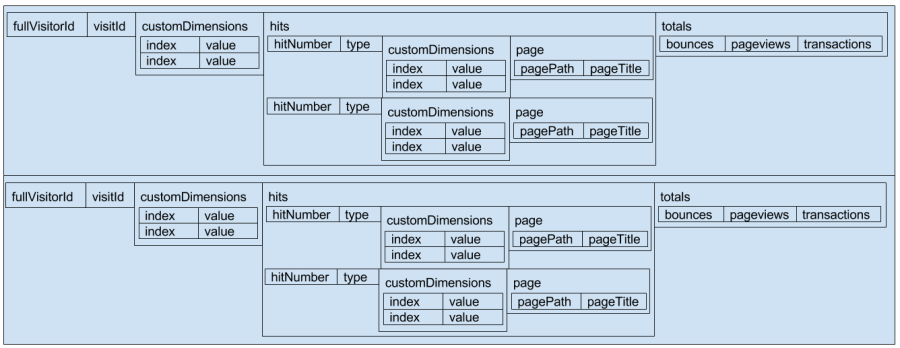 fullVisitorId visitId customDimensions hits totals
hitNumber type customDimensions page bounces pageviews transactions
index value
index value
index value pagePath pageTitle
index value
hitNumber type customDimensions page
index value pagePath pageTitle
index value
fullVisitorId visitId customDimensions hits totals
hitNumber type customDimensions page bounces pageviews transactions
index value
index value
index value pagePath pageTitle
index value
hitNumber type customDimensions page
index value pagePath pageTitle
index value